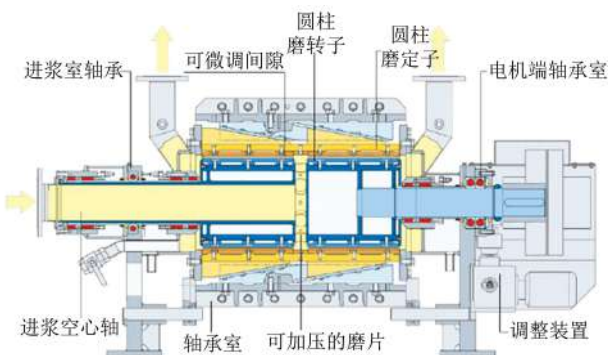 圆柱
磨转子
圆柱
磨定子
可微调间隙
进浆室轴承
电机端轴承室
进浆空心轴
轴承室
可加压的磨片
调整装置